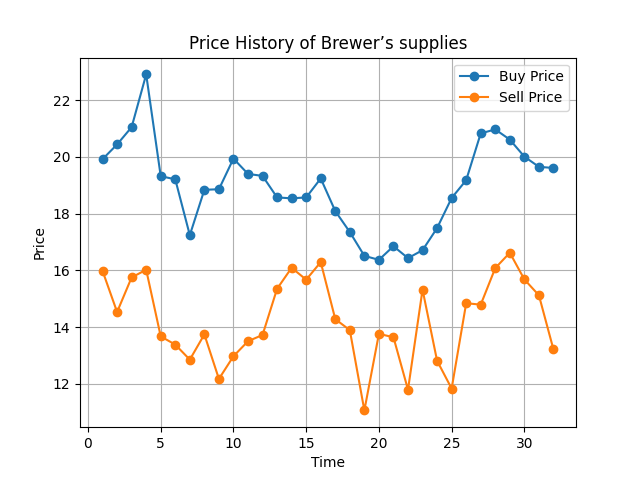 Price History of Brewer’s supplies
Buy Price
Sell Price
Price
22
20
18
16
14
12
0 5 10 15 20 25 30
Time